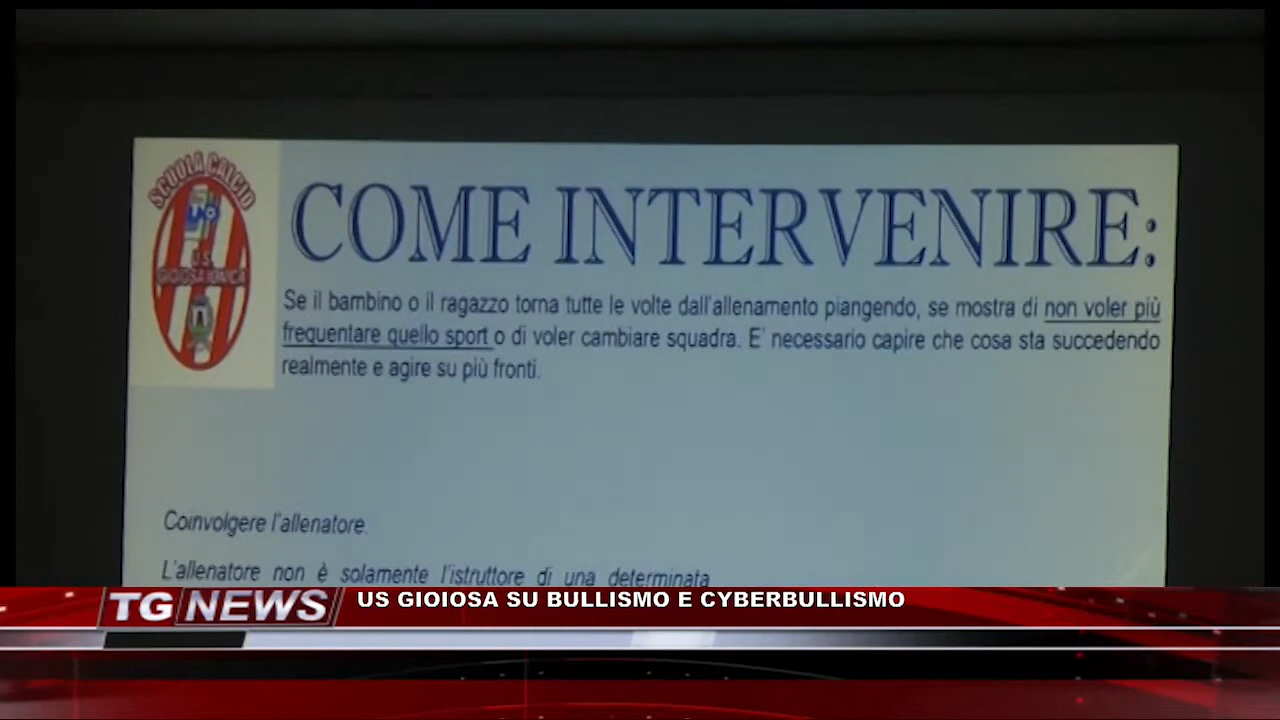 SCUOLA CALCIO
U.S.
GIOIOSA IONICA
COME INTERVENIRE:
Se il bambino o il ragazzo torna tutte le volte dall'allenamento piangendo, se mostra di non voler più
frequentare quello sport o di voler cambiare squadra. E' necessario capire che cosa sta succedendo
realmente e agire su più fronti.
Coinvolgere l'allenatore.
L'allenatore non è solamente l'istruttore di una determinata
TG NEWS
US GIOIOSA SU BULLISMO E CYBERBULLISMO